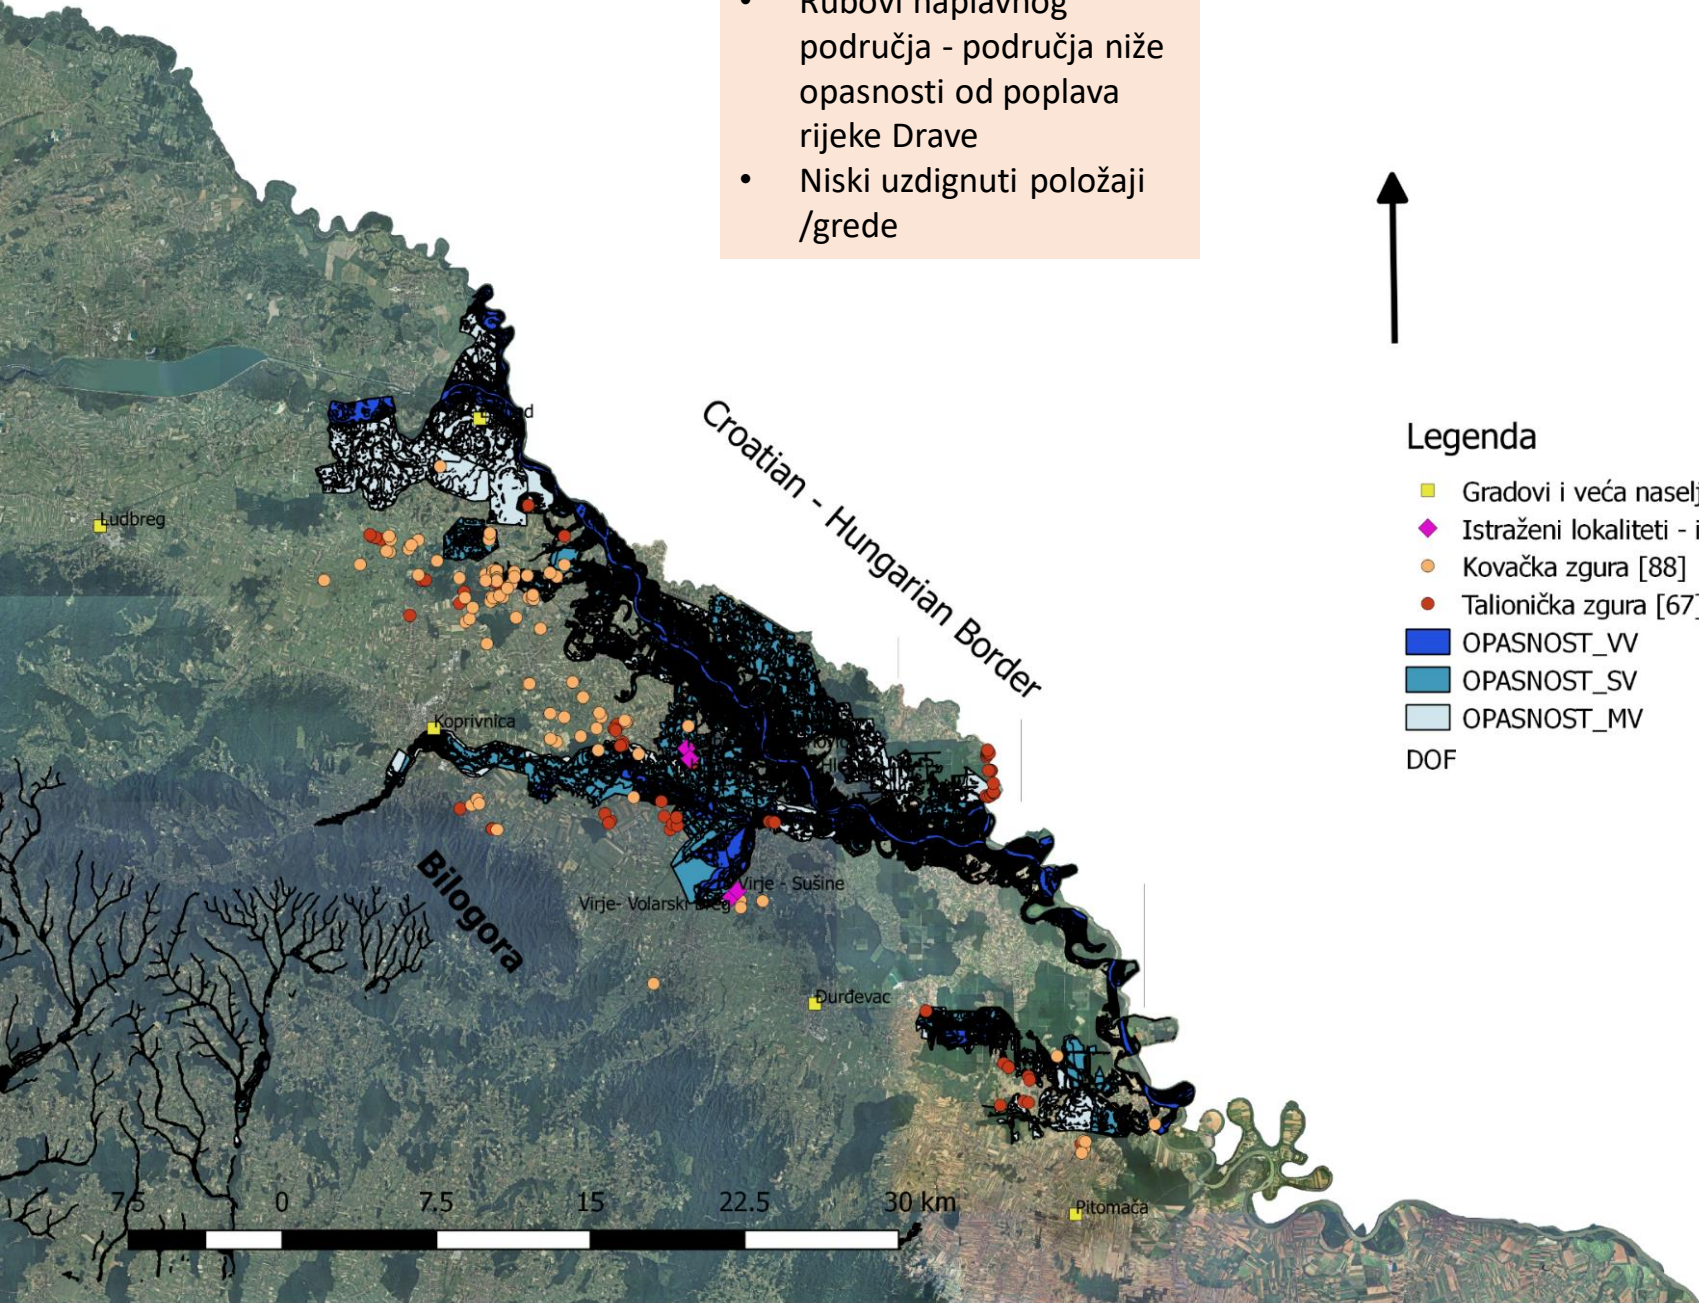 • Rubovi naplavnog
područja - područja niže
opasnosti od poplava
rijeke Drave
• Niski uzdignuti položaji
/grede
Croatian - Hungarian Border
Legenda
Gradovi i veća naselj
Istraženi lokaliteti - i
Kovačka zgura [88]
Talionička zgura [67]
OPASNOST_VV
OPASNOST_SV
OPASNOST_MV
DOF
Ludbreg
Koprivnica
Bilogora
Virje - Sušine
Virje- Volarski Breg
Đurđevac
Pitomača
7.5 0 7.5 15 22.5 30 km